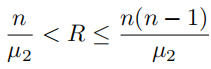 n/μ₂ < R ≤ n(n − 1)/μ₂